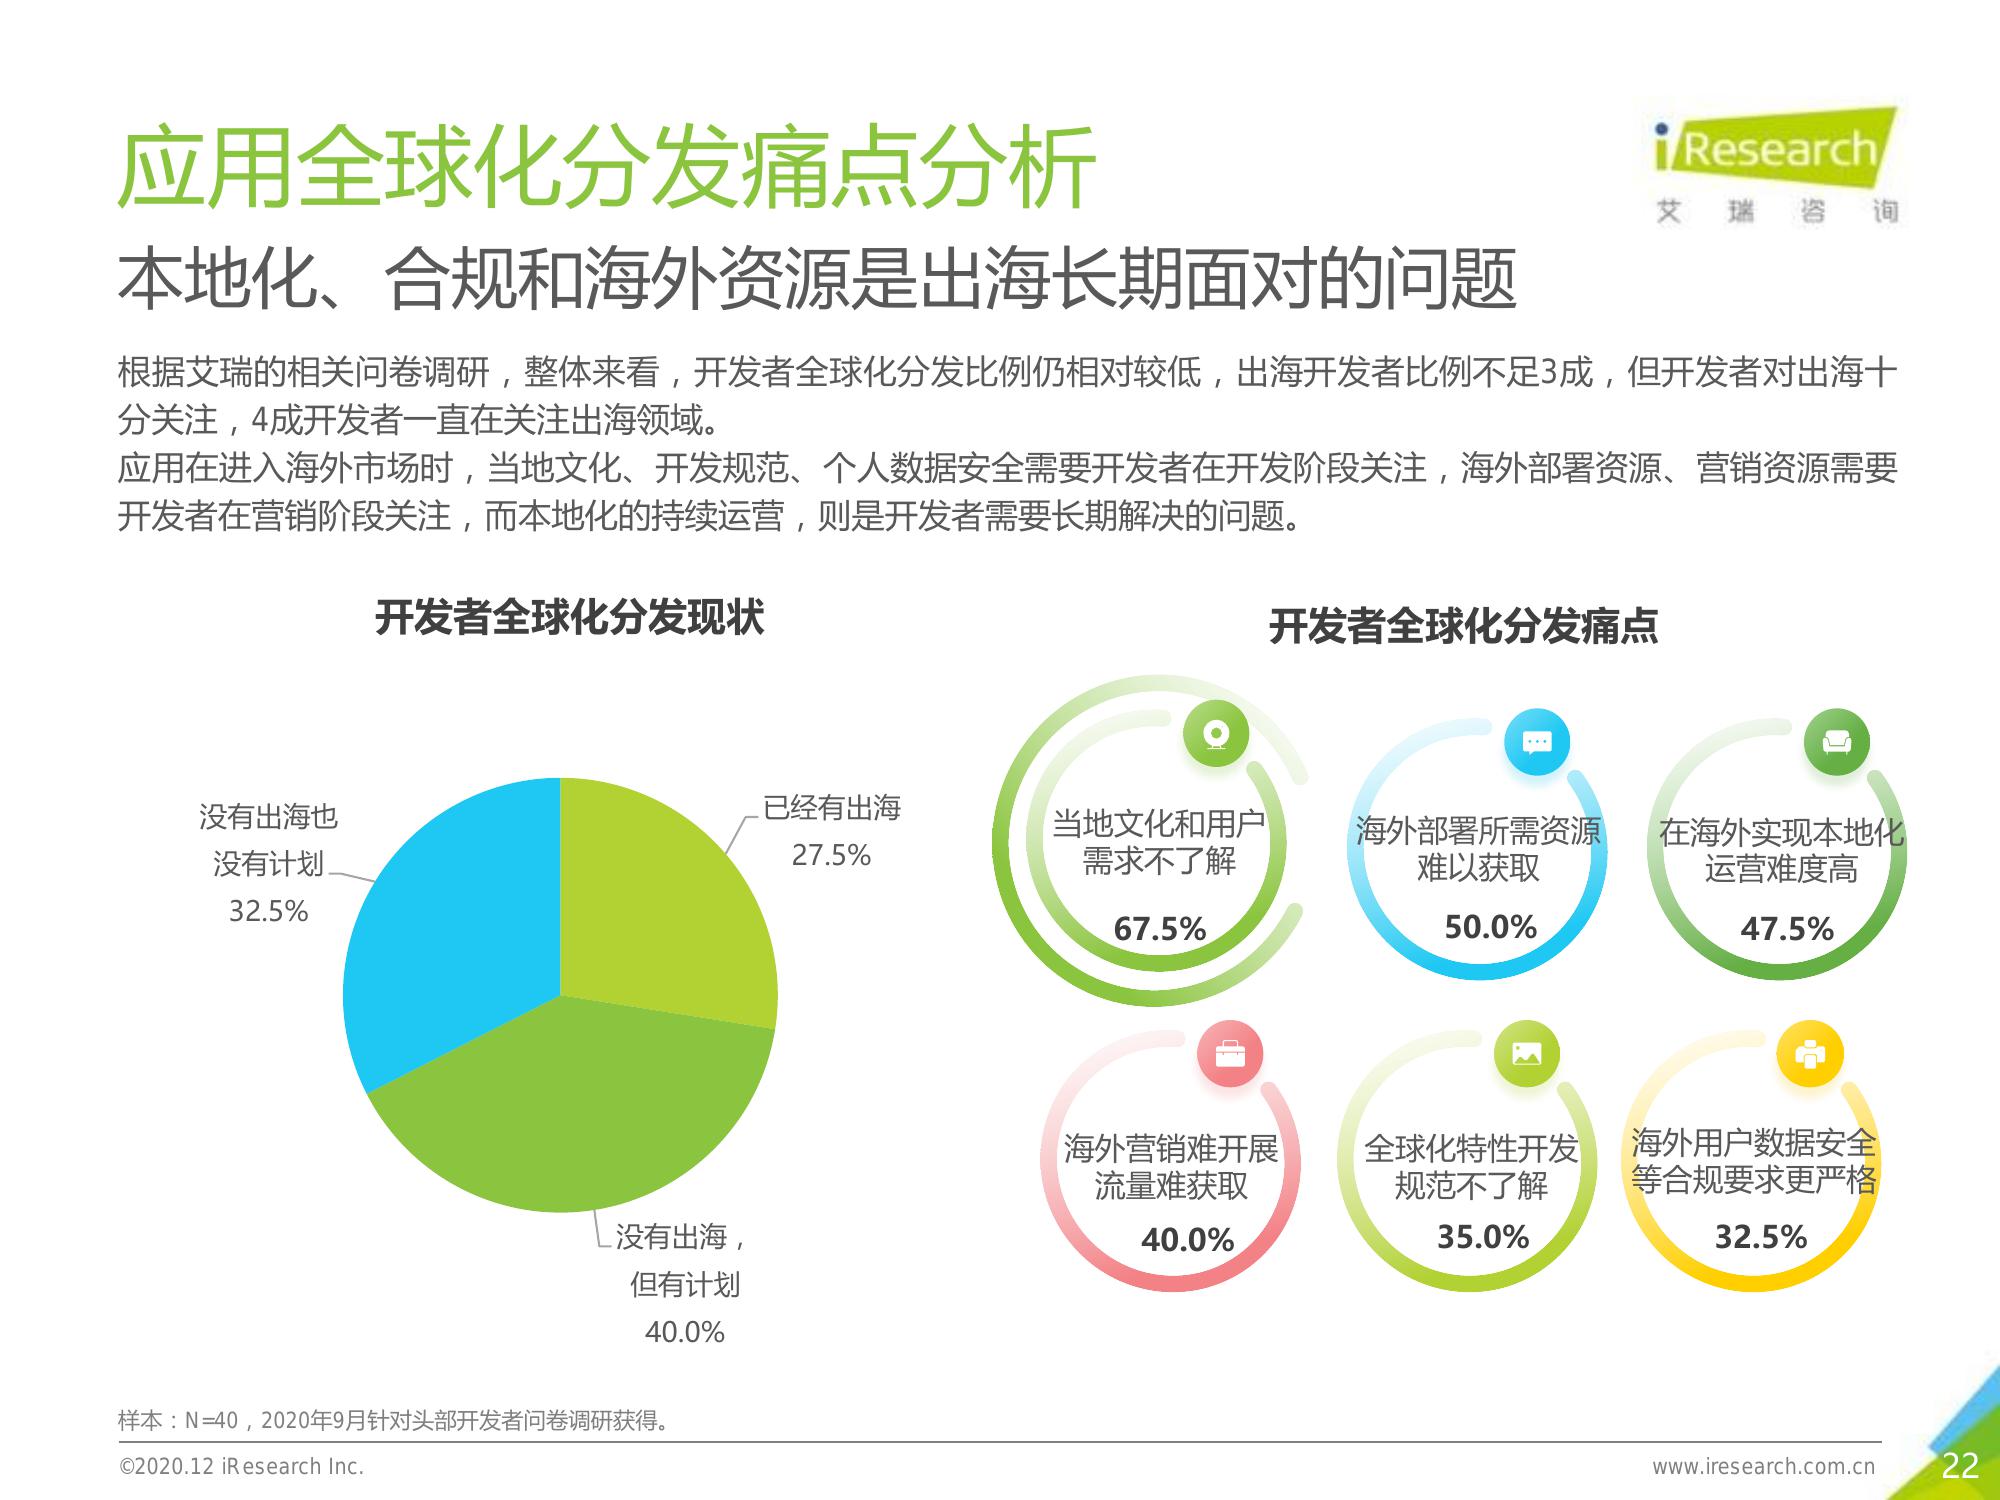 应用全球化分发痛点分析
iResearch
艾瑞咨询
本地化、合规和海外资源是出海长期面对的问题
根据艾瑞的相关问卷调研，整体来看，开发者全球化分发比例仍相对较低，出海开发者比例不足3成，但开发者对出海十
分关注，4成开发者一直在关注出海领域。
应用在进入海外市场时，当地文化、开发规范、个人数据安全需要开发者在开发阶段关注，海外部署资源、营销资源需要
开发者在营销阶段关注，而本地化的持续运营，则是开发者需要长期解决的问题。
开发者全球化分发现状
没有出海也
没有计划
32.5%
已经有出海
27.5%
没有出海，
但有计划
40.0%
开发者全球化分发痛点
当地文化和用户
需求不了解
67.5%
海外部署所需资源
难以获取
50.0%
在海外实现本地化
运营难度高
47.5%
海外营销难开展
流量难获取
40.0%
全球化特性开发
规范不了解
35.0%
海外用户数据安全
等合规要求更严格
32.5%
样本：N=40，2020年9月针对头部开发者问卷调研获得。
©2020.12 iResearch Inc.
www.iresearch.com.cn
22